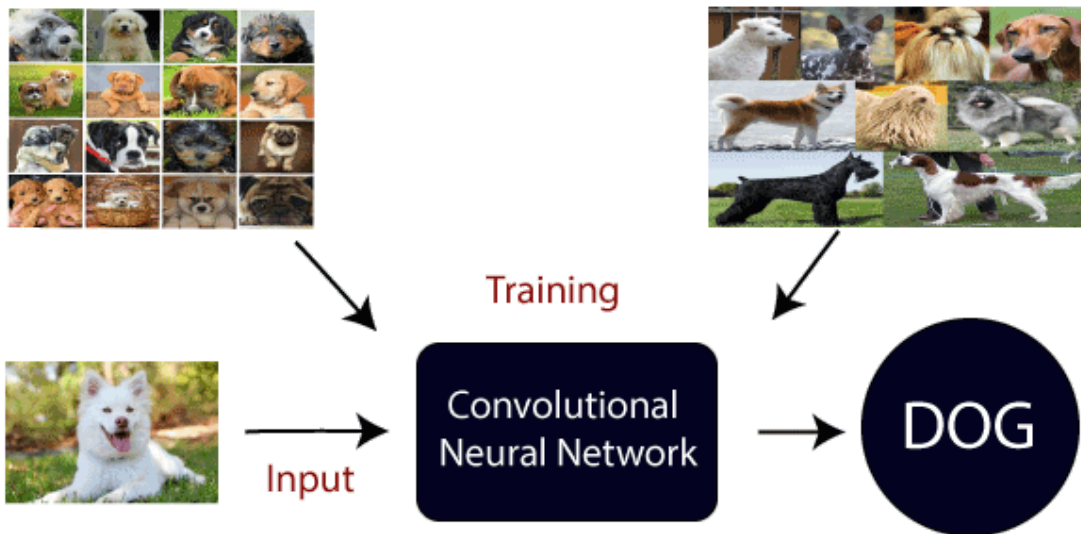 Training
Convolutional
Neural Network
DOG
Input